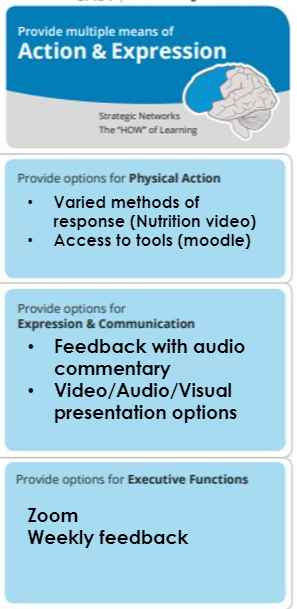 Provide multiple means of
Action & Expression
Strategic Networks
The "HOW" of Learning
Provide options for Physical Action
• Varied methods of
response (Nutrition video)
• Access to tools (moodle)
Provide options for
Expression & Communication
• Feedback with audio
commentary
• Video/Audio/Visual
presentation options
Provide options for Executive Functions
Zoom
Weekly feedback